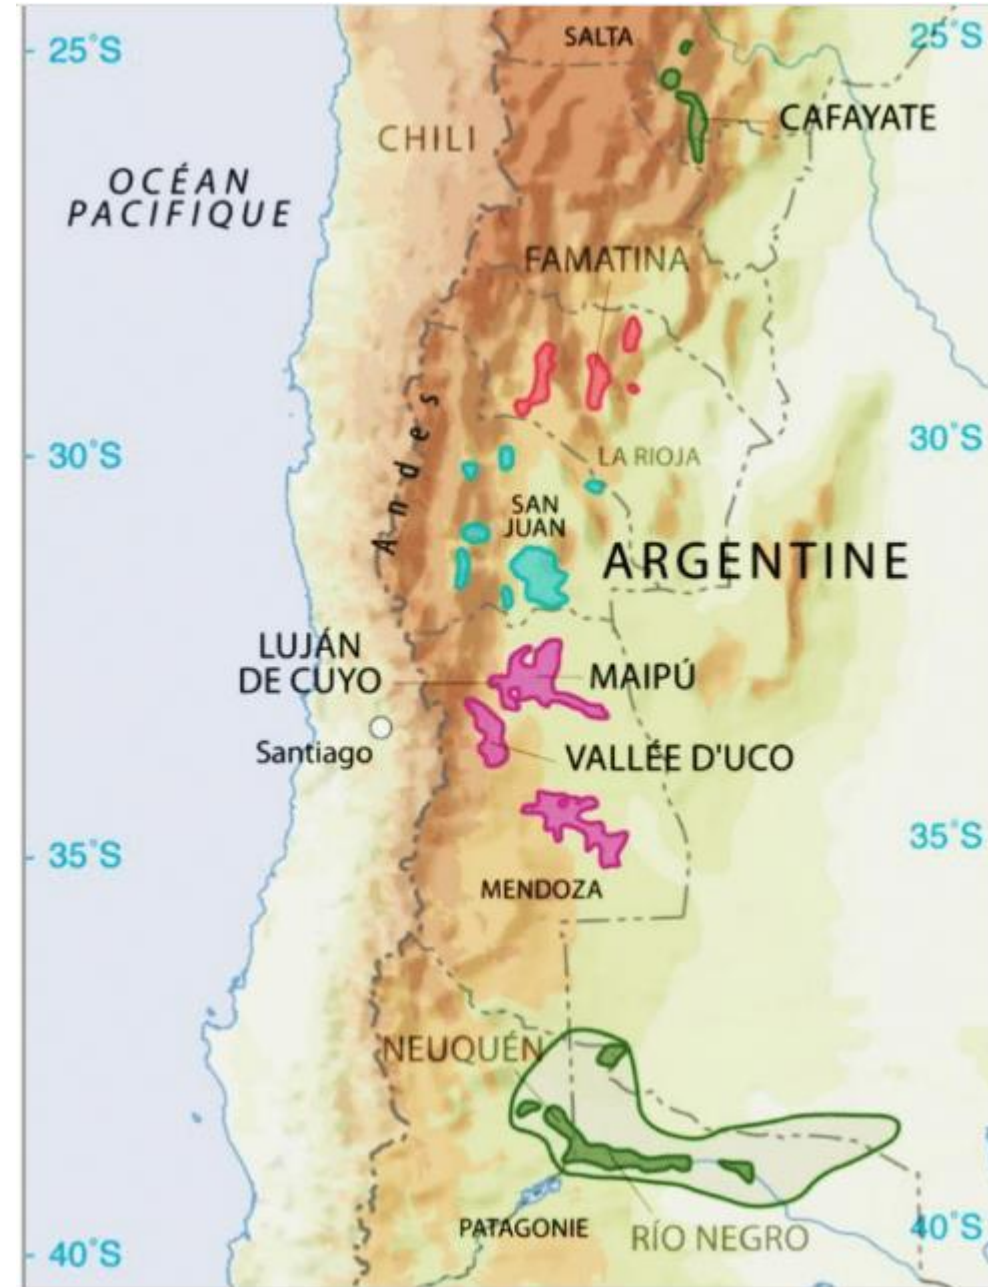 SALTA
25°S
25°S
CAFAYATE
CHILI
OCÉAN
PACIFIQUE
FAMATINA
Andes
30°S
30°S
LA RIOJA
SAN
JUAN
ARGENTINE
LUJÁN
DE CUYO
MAIPÚ
Santiago
VALLÉE D'UCO
35°S
35°S
MENDOZA
NEUQUÉN
PATAGONIE
RÍO NEGRO
40°S
40°S